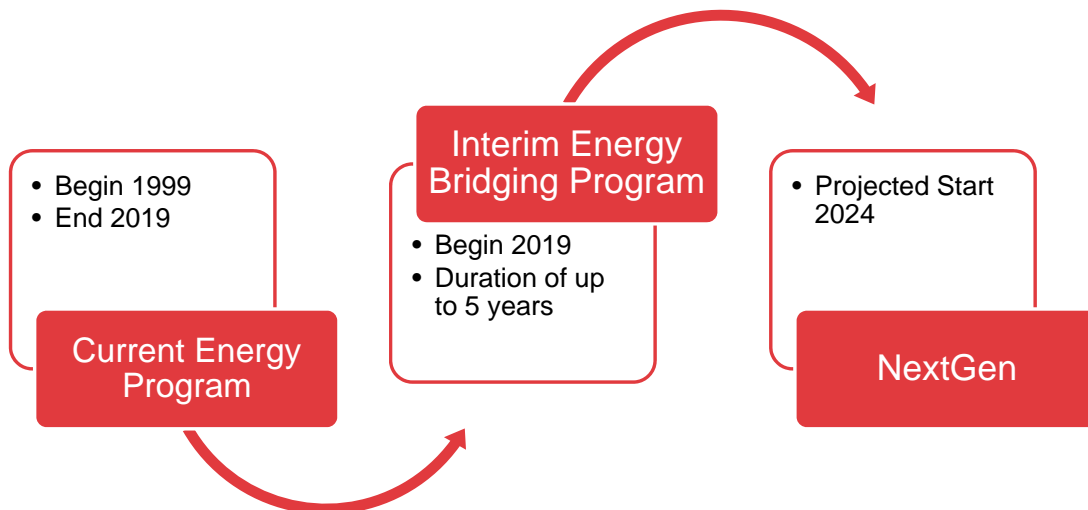 • Begin 1999
• End 2019
Current Energy
Program
Interim Energy
Bridging Program
• Begin 2019
• Duration of up
to 5 years
• Projected Start
2024
NextGen